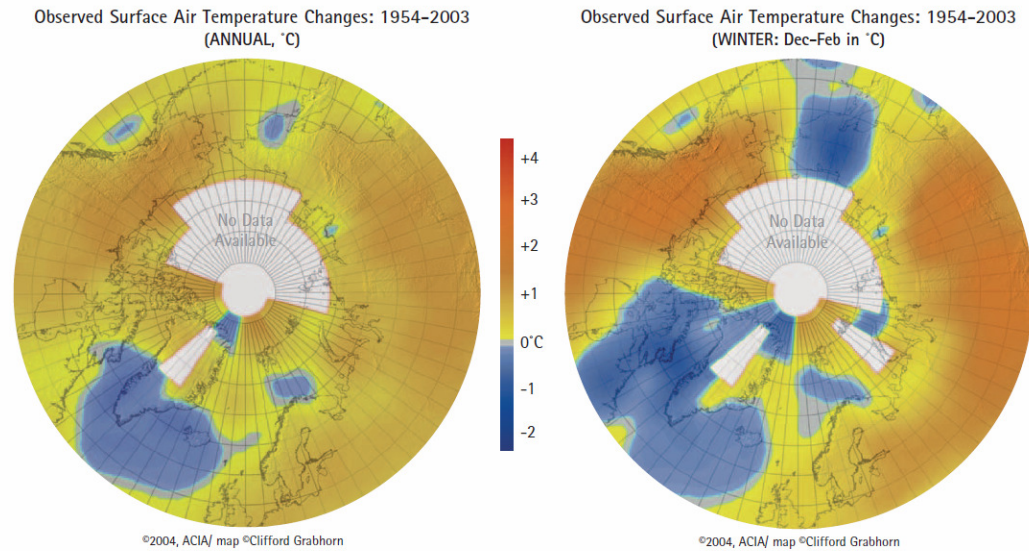 Observed Surface Air Temperature Changes: 1954-2003
(ANNUAL, °C)
Observed Surface Air Temperature Changes: 1954-2003
(WINTER: Dec-Feb in °C)
No Data
Available
+4
+3
+2
+1
0°C
-1
-2
No Data
Available
©2004, ACIA/ map ©Clifford Grabhorn
©2004, ACIA/ map ©Clifford Grabhorn